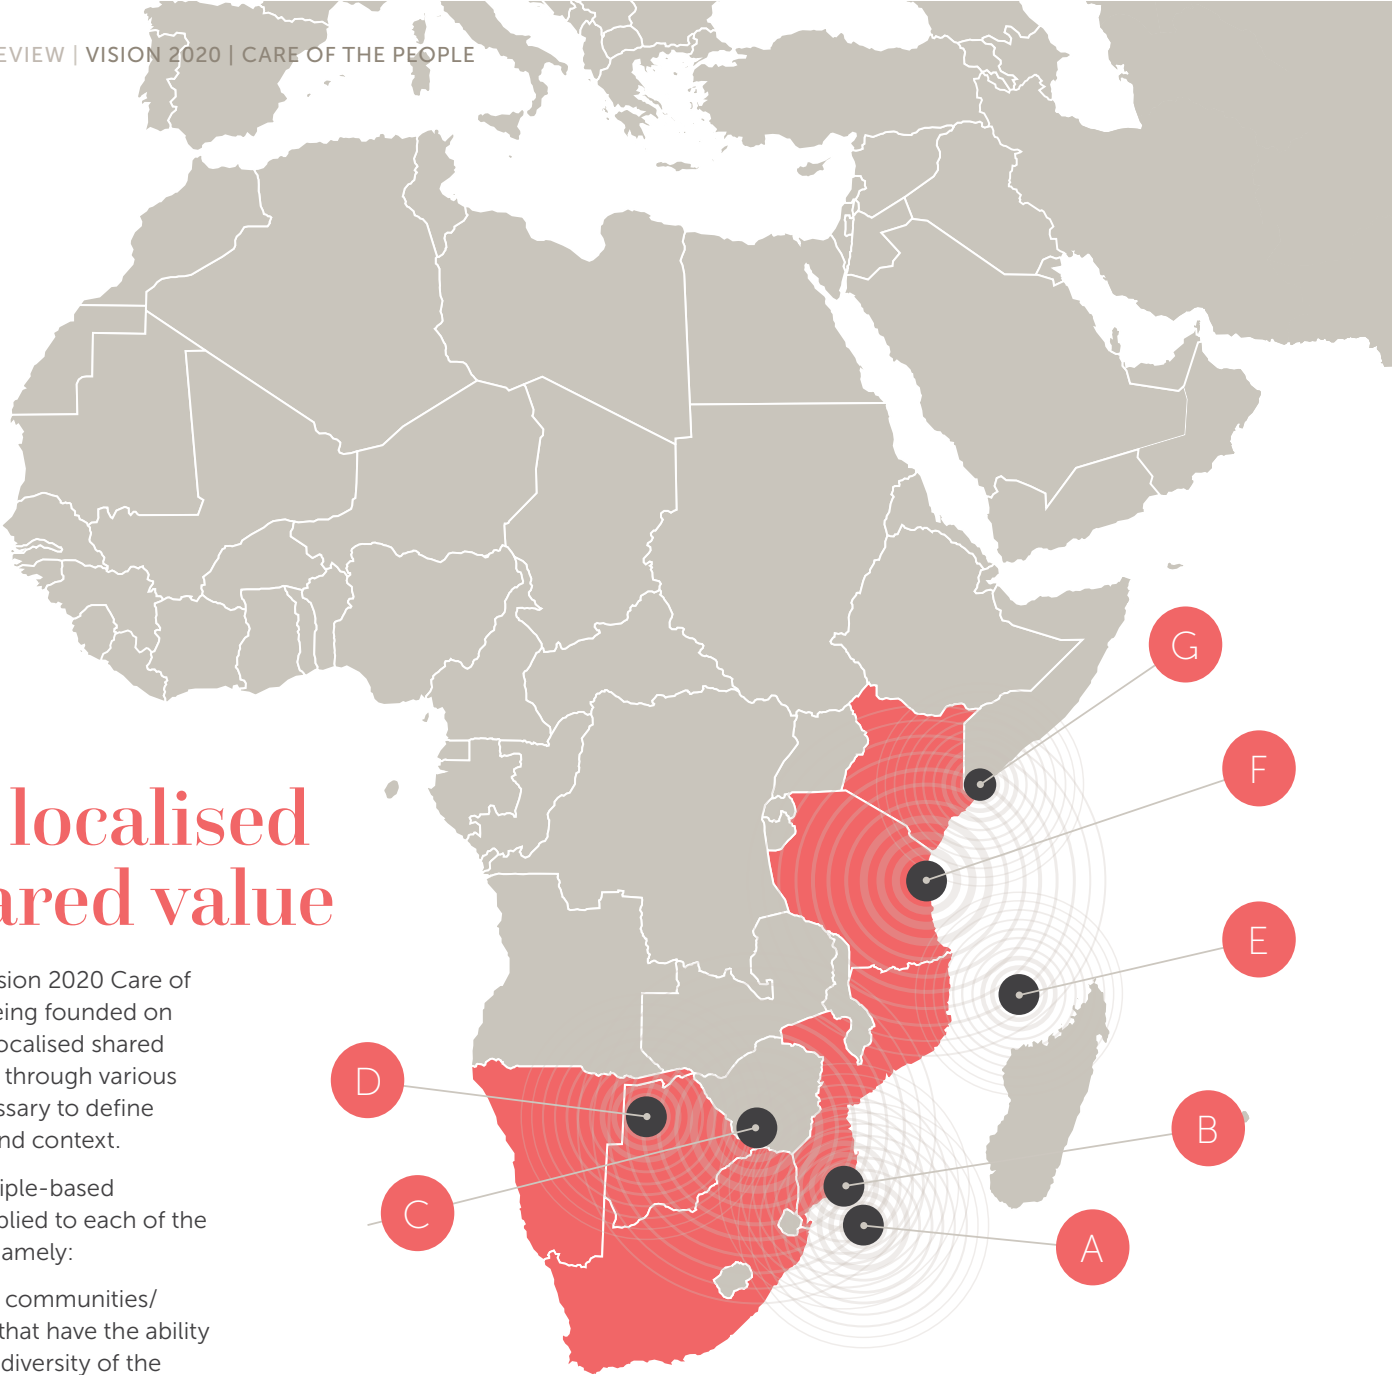 EVIEW | VISION 2020 | CARE OF THE PEOPLE
localised
ared value
sion 2020 Care of
eing founded on
ocalised shared
through various
ssary to define
nd context.
iple-based
plied to each of the
amely:
communities/
that have the ability
diversity of the
G
F
E
D
B
C
A